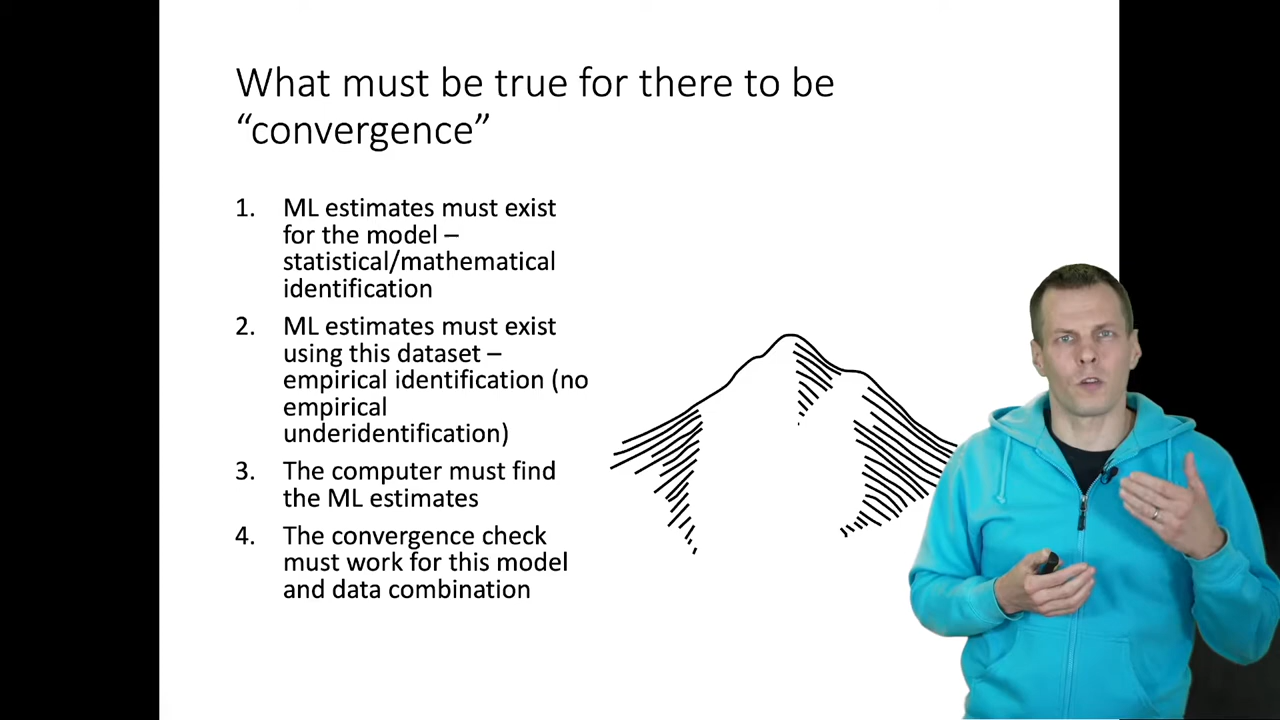 What must be true for there to be
“convergence”
1. ML estimates must exist
for the model –
statistical/mathematical
identification
2. ML estimates must exist
using this dataset –
empirical identification (no
empirical
underidentification)
3. The computer must find
the ML estimates
4. The convergence check
must work for this model
and data combination